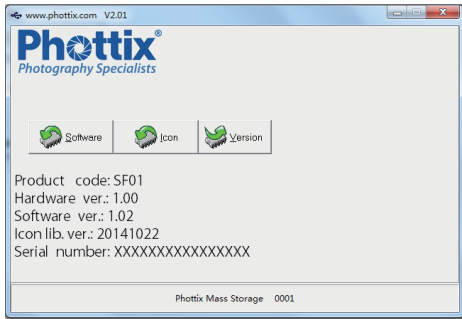 www.phottix.com V2.01
Phottix®
Photography Specialists
Software Icon Version
Product code: SF01
Hardware ver.: 1.00
Software ver.: 1.02
Icon lib. ver.: 20141022
Serial number: XXXXXXXXXXXXXXXX
Phottix Mass Storage 0001